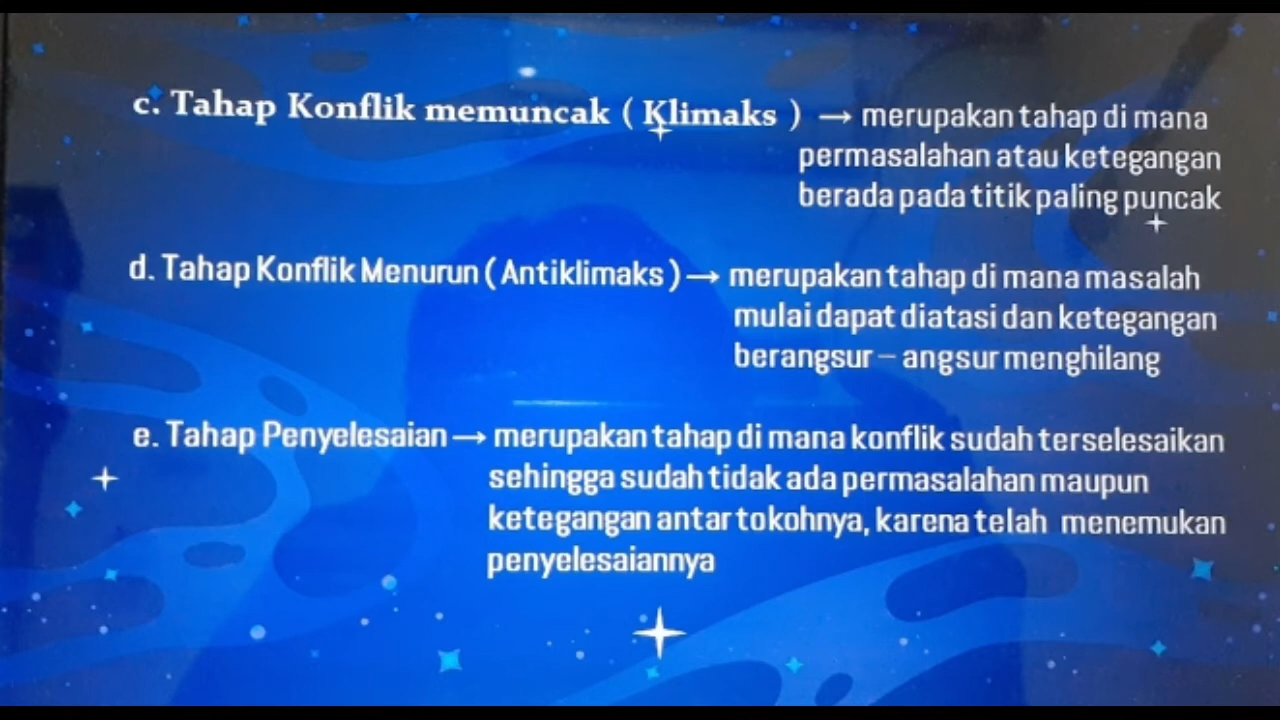 c. Tahap Konflik memuncak ( Klimaks ) → merupakan tahap di mana
permasalahan atau ketegangan
berada pada titik paling puncak
d. Tahap Konflik Menurun ( Antiklimaks ) → merupakan tahap di mana masalah
mulai dapat diatasi dan ketegangan
berangsur – angsur menghilang
e. Tahap Penyelesaian → merupakan tahap di mana konflik sudah terselesaikan
sehingga sudah tidak ada permasalahan maupun
ketegangan antar tokohnya, karena telah menemukan
penyelesaiannya